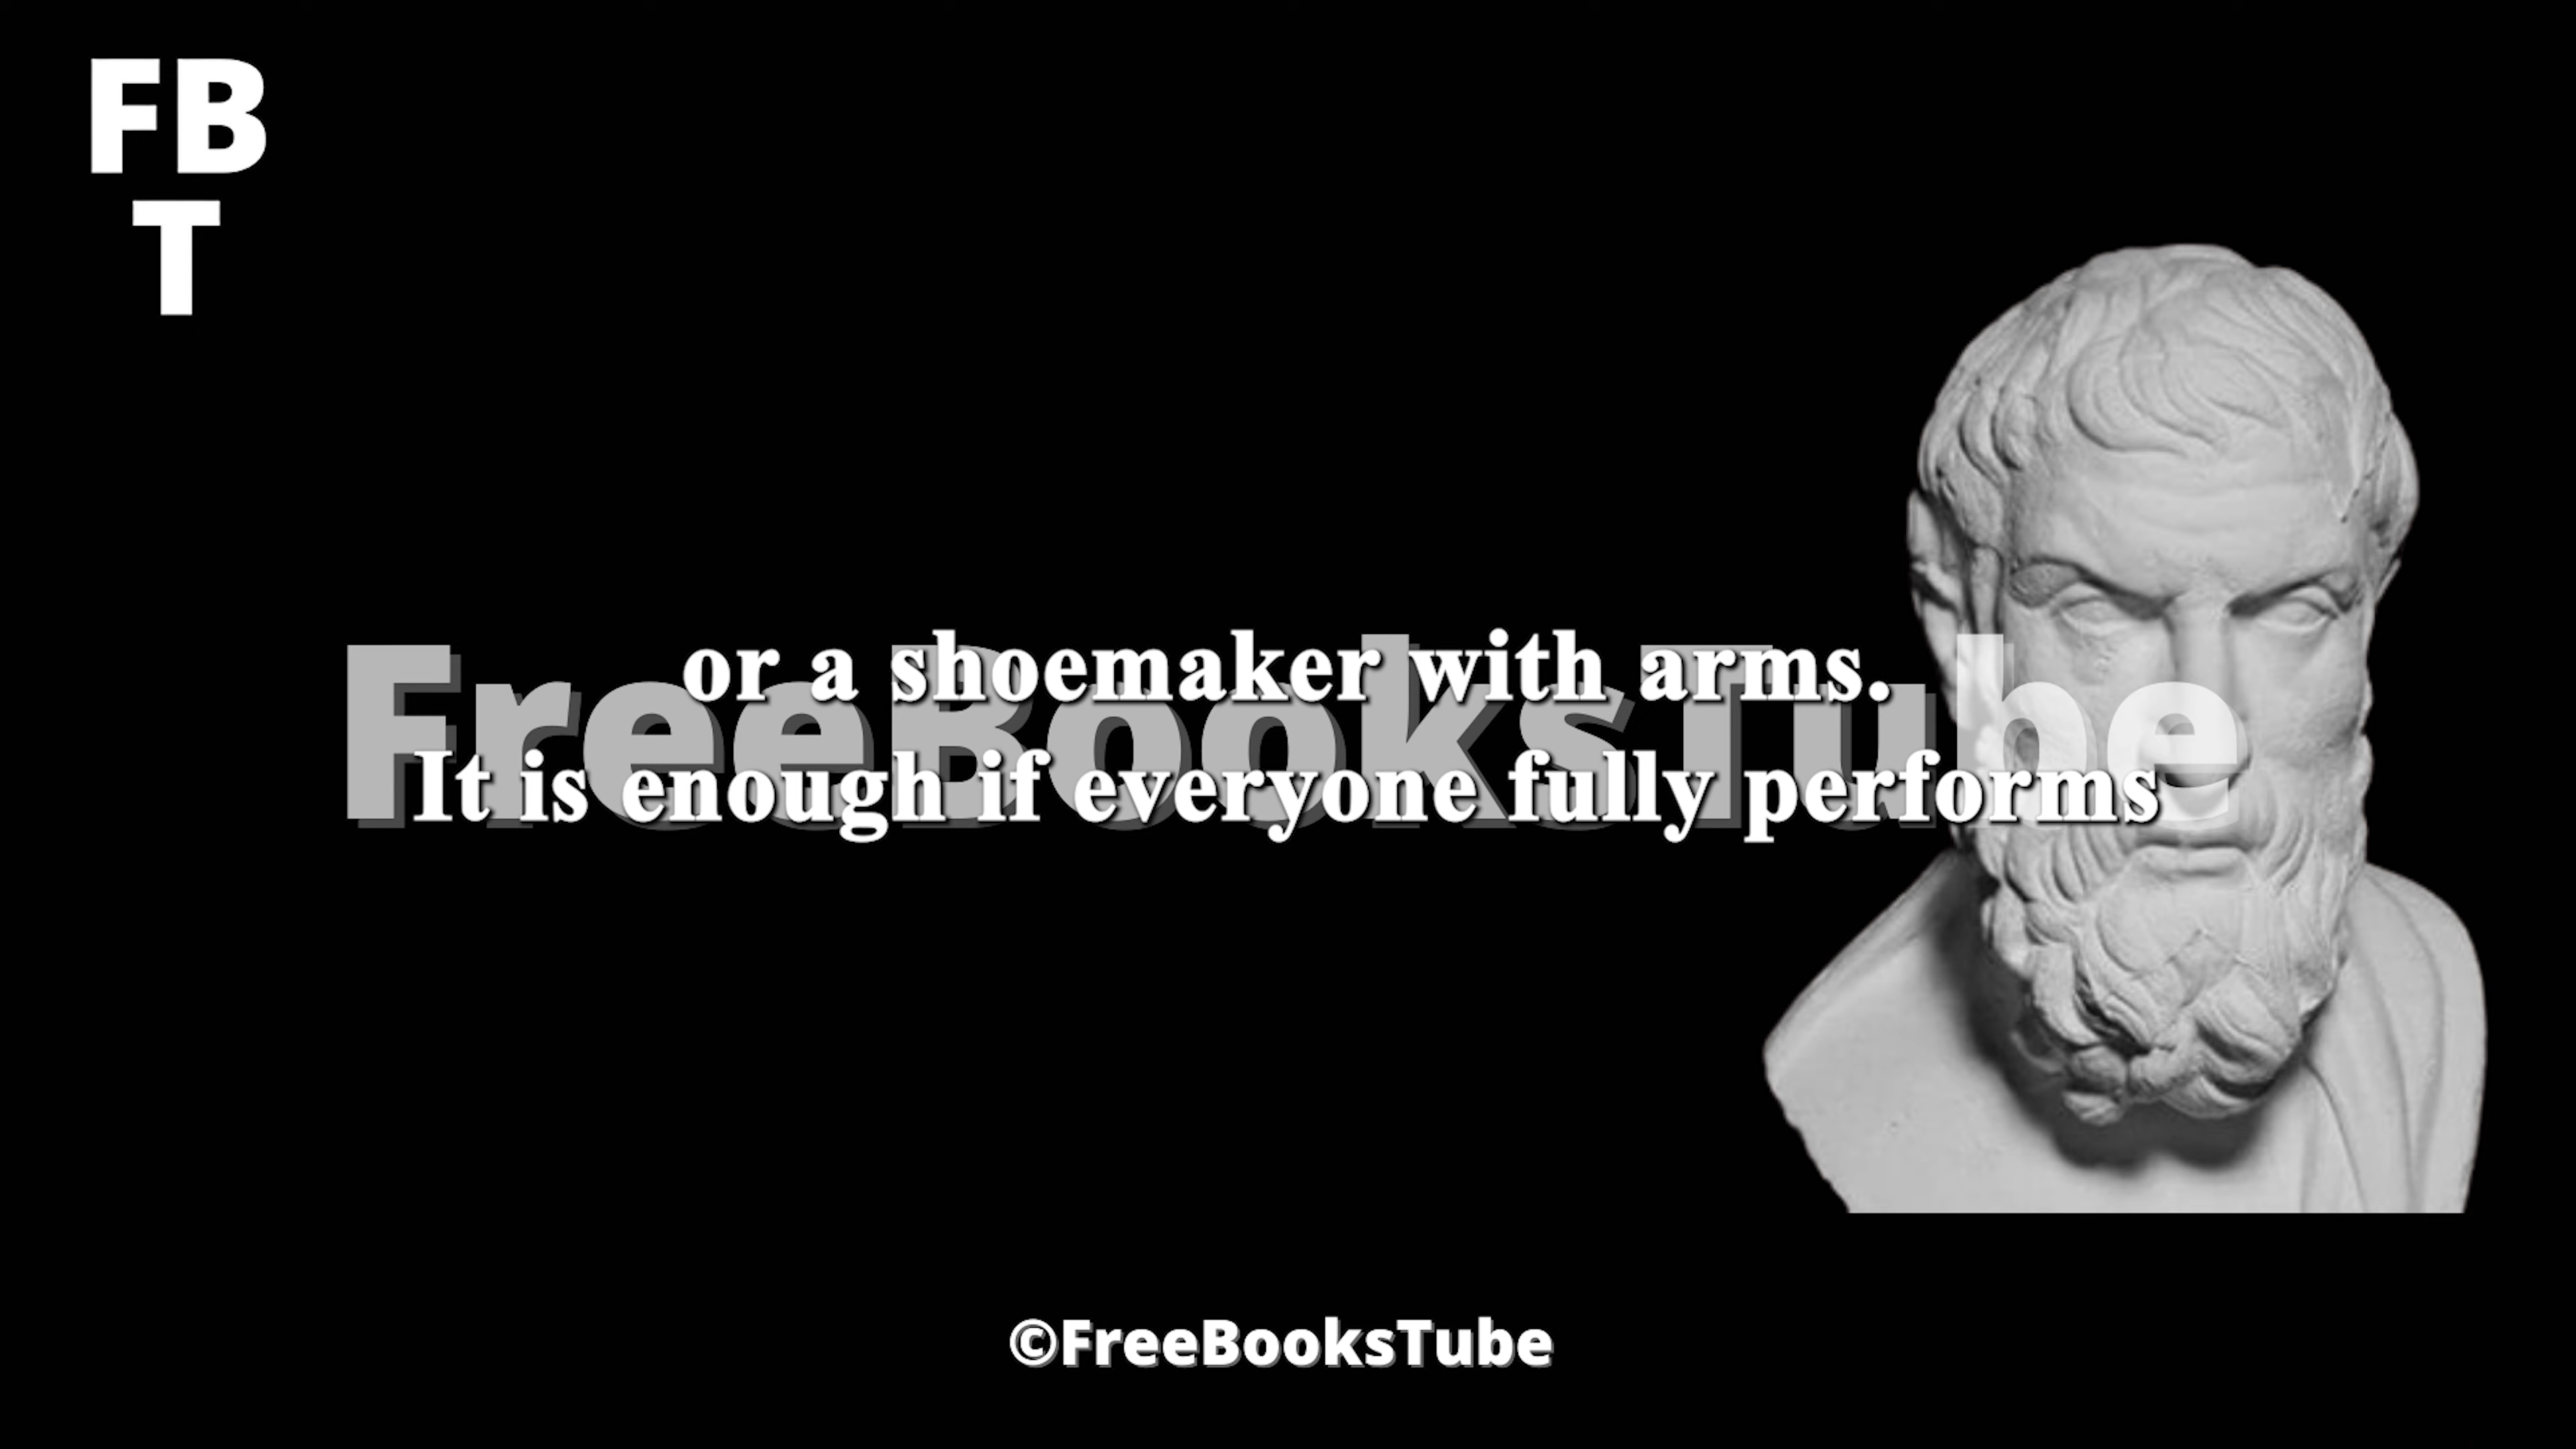 FB
T
FreeBooksTube
or a shoemaker with arms.
It is enough if everyone fully performs
©FreeBooksTube